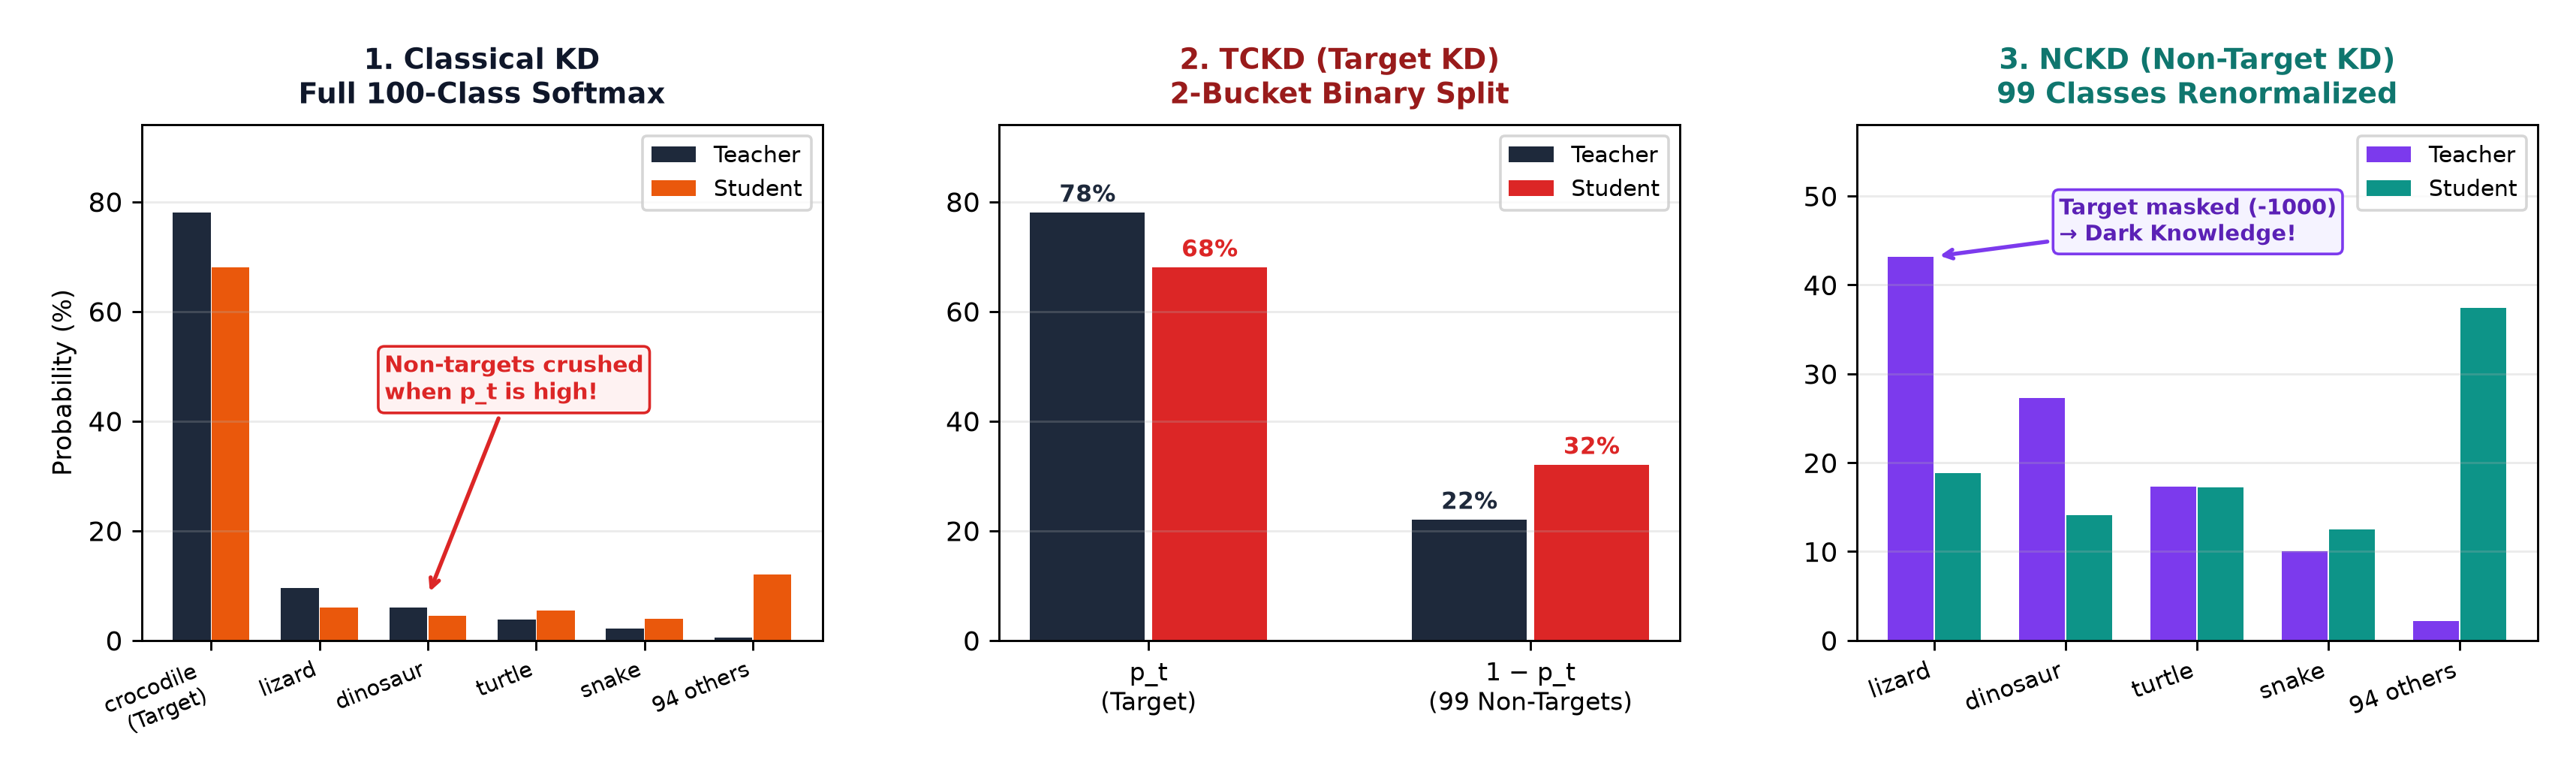 1. Classical KD
Full 100-Class Softmax
Probability (%)
80
60
40
20
0
Teacher
Student
Non-targets crushed
when p_t is high!
crocodile
(Target)
lizard
dinosaur
turtle
snake
94 others
2. TCKD (Target KD)
2-Bucket Binary Split
80
60
40
20
0
Teacher
Student
78%
68%
22%
32%
p_t
(Target)
1 − p_t
(99 Non-Targets)
3. NCKD (Non-Target KD)
99 Classes Renormalized
50
40
30
20
10
0
Teacher
Student
Target masked (-1000)
→ Dark Knowledge!
lizard
dinosaur
turtle
snake
94 others